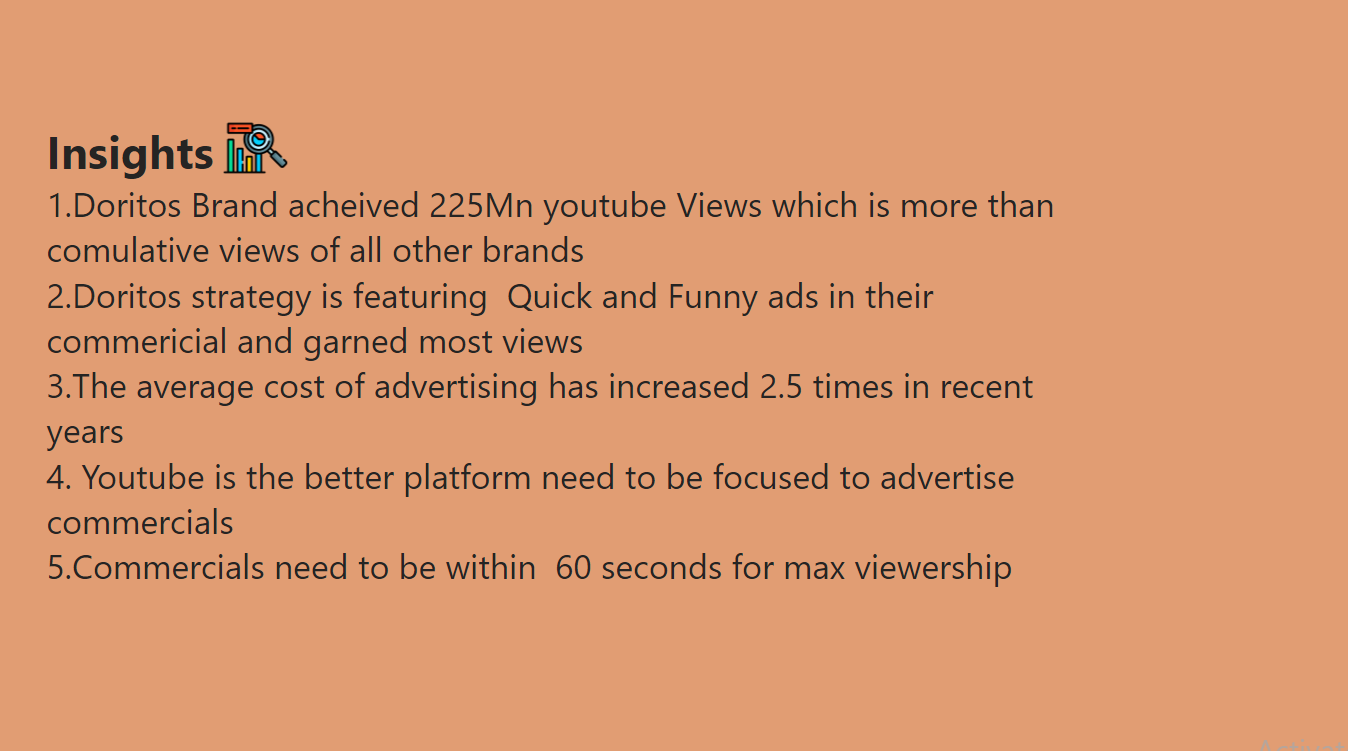 Insights
1.Doritos Brand acheived 225Mn youtube Views which is more than
comulative views of all other brands
2.Doritos strategy is featuring  Quick and Funny ads in their
commericial and garned most views
3.The average cost of advertising has increased 2.5 times in recent
years
4. Youtube is the better platform need to be focused to advertise
commercials
5.Commercials need to be within  60 seconds for max viewership